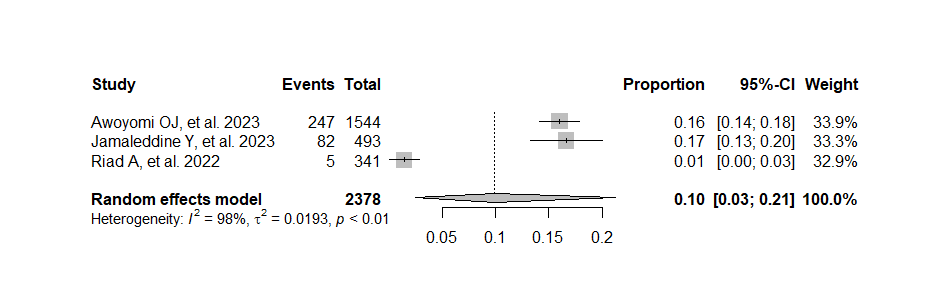 Study Events Total Proportion 95%-CI Weight
Awoyomi OJ, et al. 2023 247 1544 0.16 [0.14; 0.18] 33.9%
Jamaleddine Y, et al. 2023 82 493 0.17 [0.13; 0.20] 33.3%
Riad A, et al. 2022 5 341 0.01 [0.00; 0.03] 32.9%
Random effects model 2378 0.10 [0.03; 0.21] 100.0%
Heterogeneity: I² = 98%, τ² = 0.0193, p < 0.01
0.05 0.1 0.15 0.2